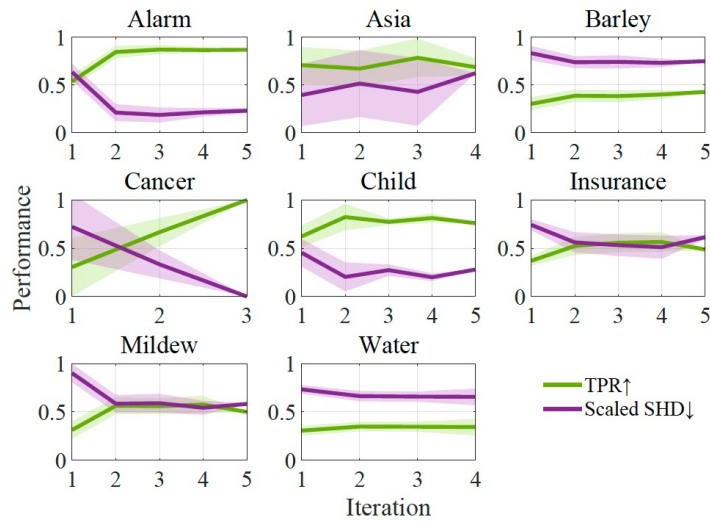 Alarm
Asia
Barley
1
0.5
0
1 2 3 4 5
1
0.5
0
1 2 3 4
1
0.5
0
1 2 3 4 5
Cancer
Child
Insurance
1
0.5
0
1 2 3
1
0.5
0
1 2 3 4 5
1
0.5
0
1 2 3 4 5
Performance
Mildew
Water
1
0.5
0
1 2 3 4 5
1
0.5
0
1 2 3 4
TPR↑
Scaled SHD↓
Iteration